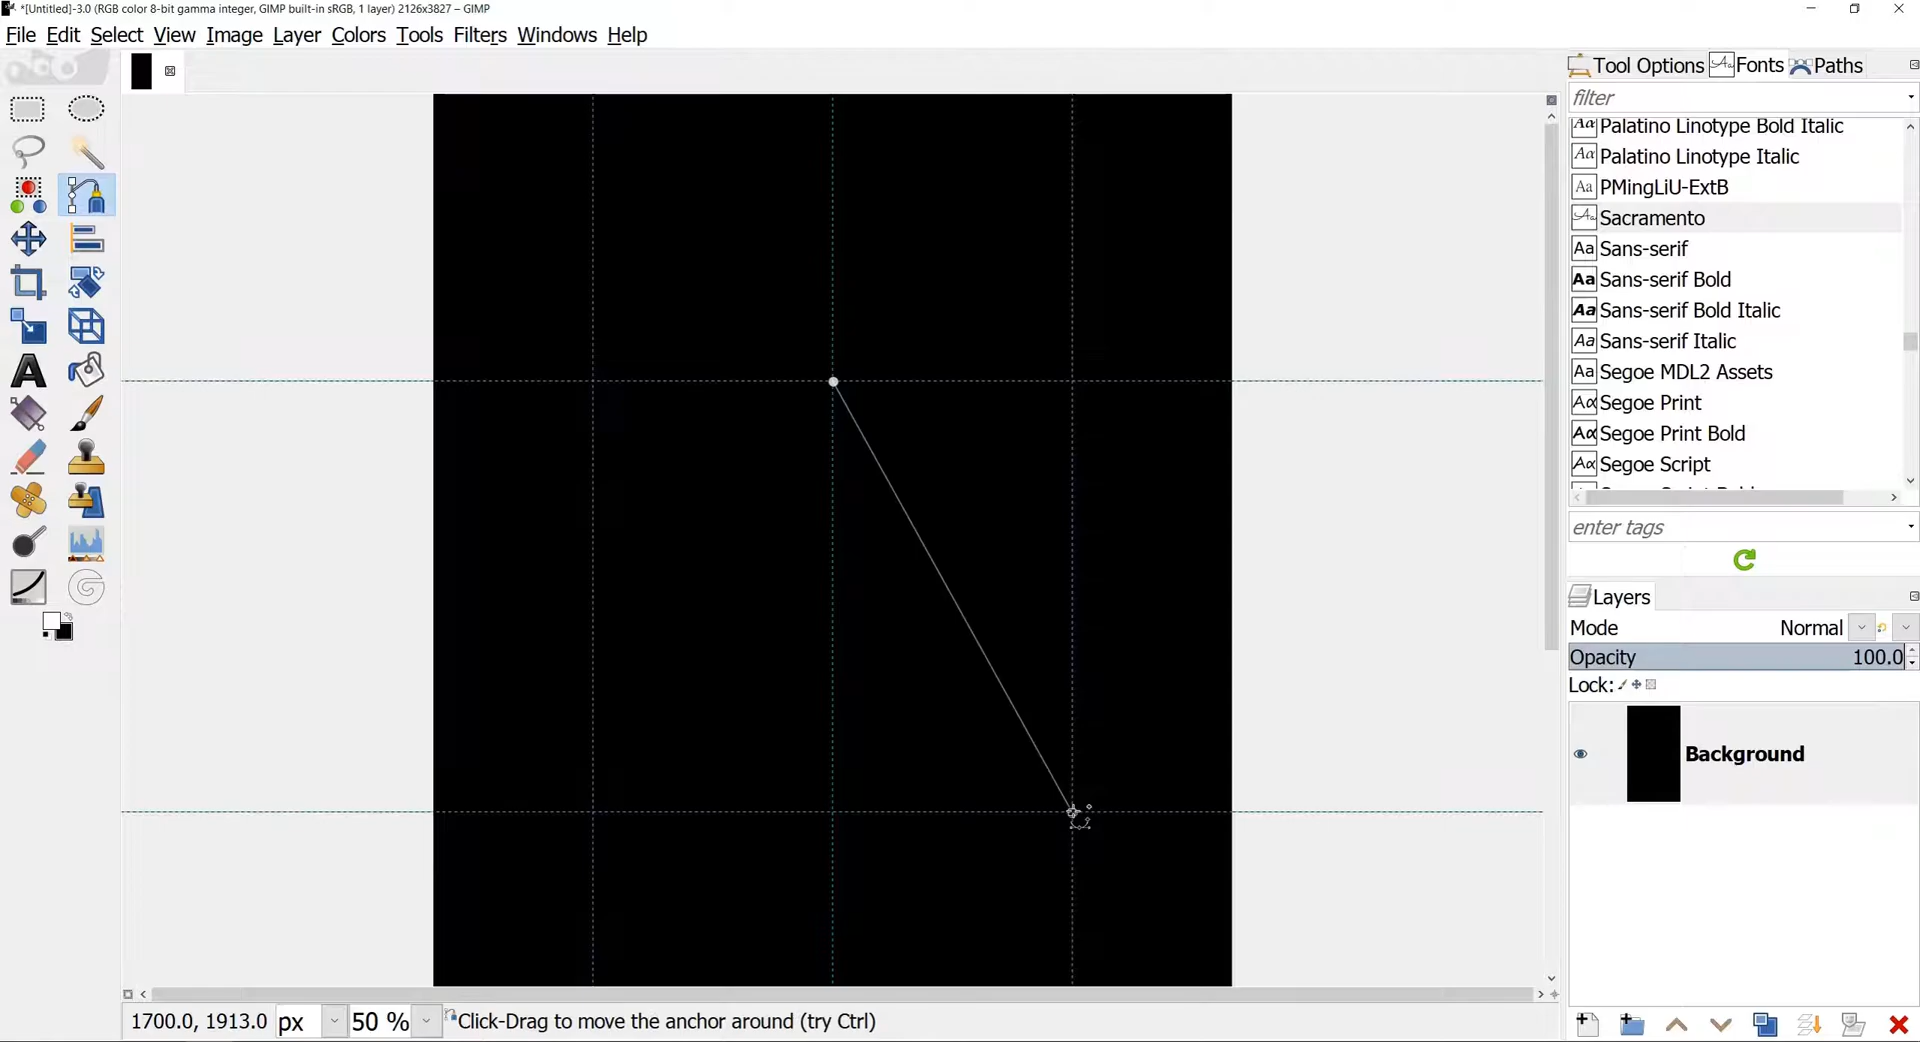 *[Untitled]-3.0 (RGB color 8-bit gamma integer, GIMP built-in sRGB, 1 layer) 2126x3827 – GIMP
File Edit Select View Image Layer Colors Tools Filters Windows Help
Tool Options Fonts Paths
filter
Palatino Linotype Bold Italic
Palatino Linotype Italic
PMingLiU-ExtB
Sacramento
Sans-serif
Sans-serif Bold
Sans-serif Bold Italic
Sans-serif Italic
Segoe MDL2 Assets
Segoe Print
Segoe Print Bold
Segoe Script
enter tags
Layers
Mode Normal
Opacity 100.0
Lock:
Background
1700.0, 1913.0 px 50 % Click-Drag to move the anchor around (try Ctrl)